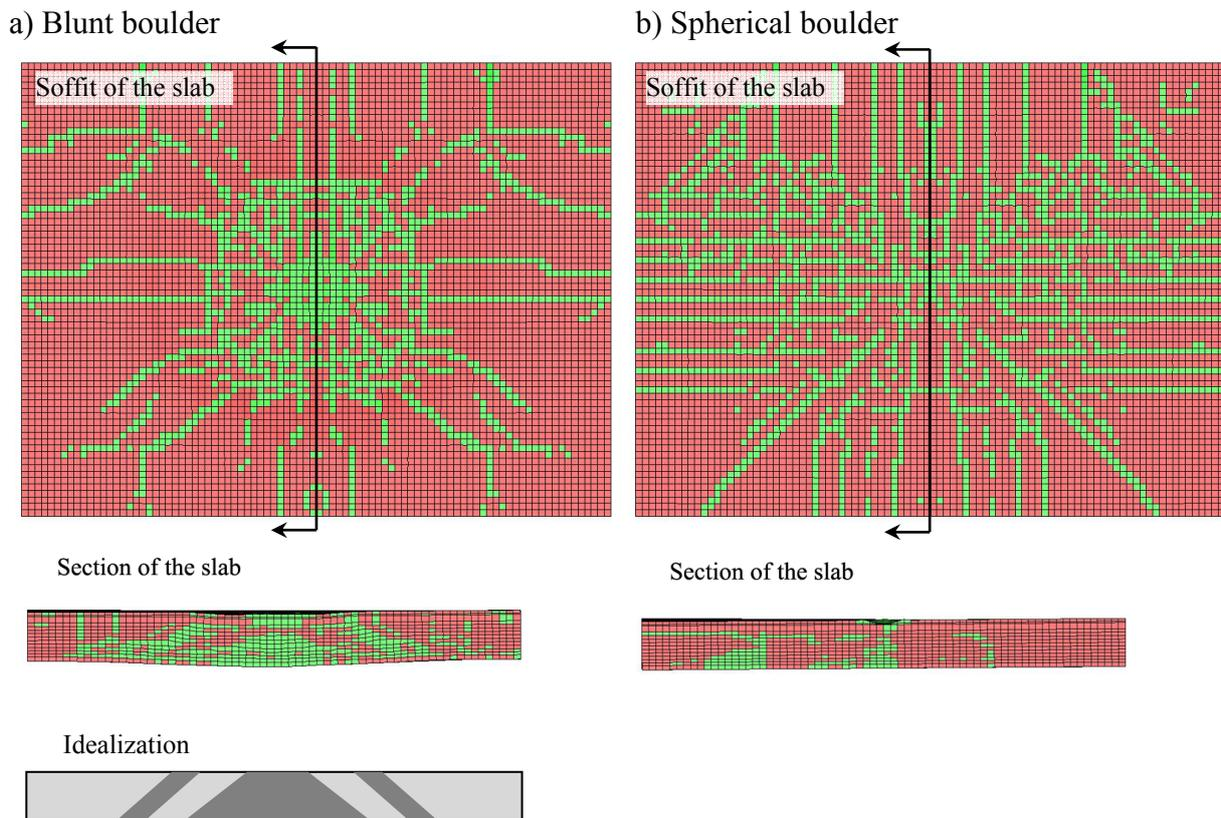 a) Blunt boulder
b) Spherical boulder
Soffit of the slab
Soffit of the slab
Section of the slab
Section of the slab
Idealization